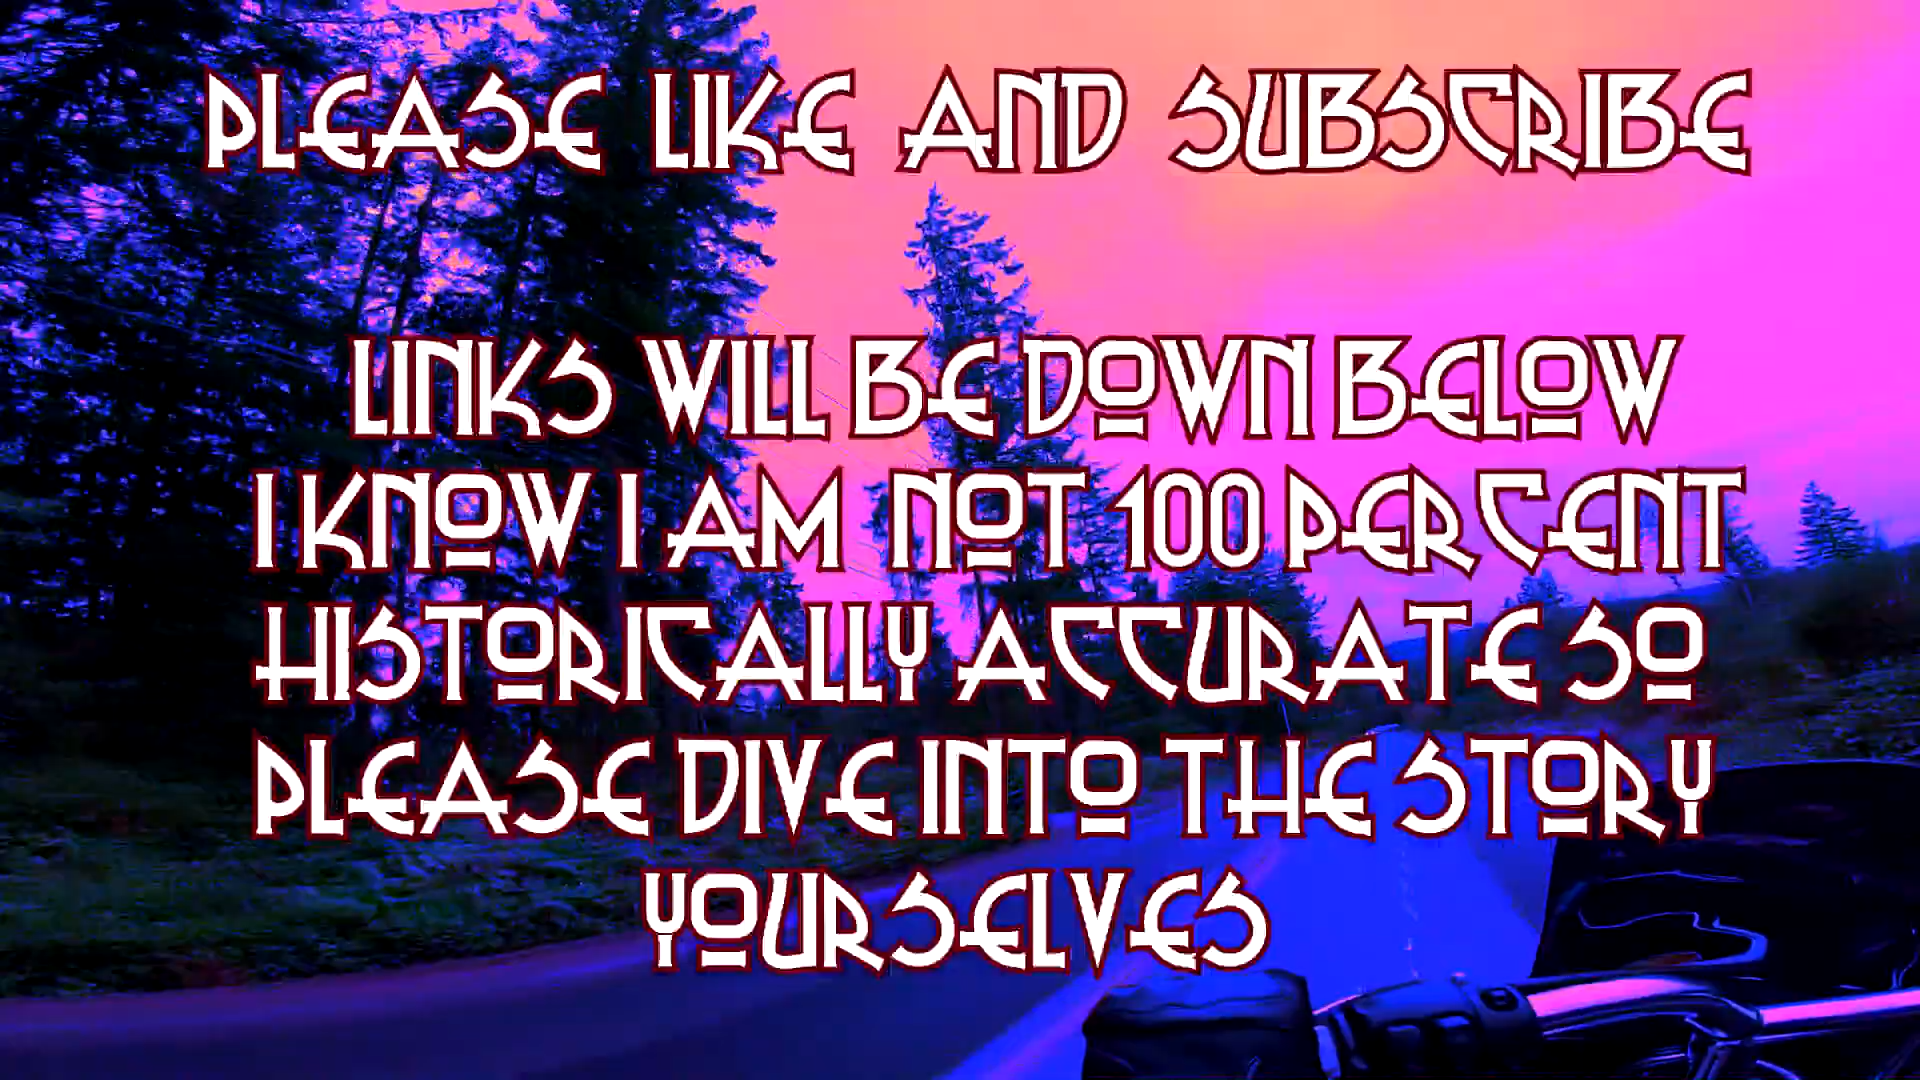 PLEASE LIKE AND SUBSCRIBE
LINKS WILL BE DOWN BELOW
I KNOW I AM NOT 100 PERCENT
HISTORICALLY ACCURATE SO
PLEASE DIVE INTO THE STORY
YOURSELVES